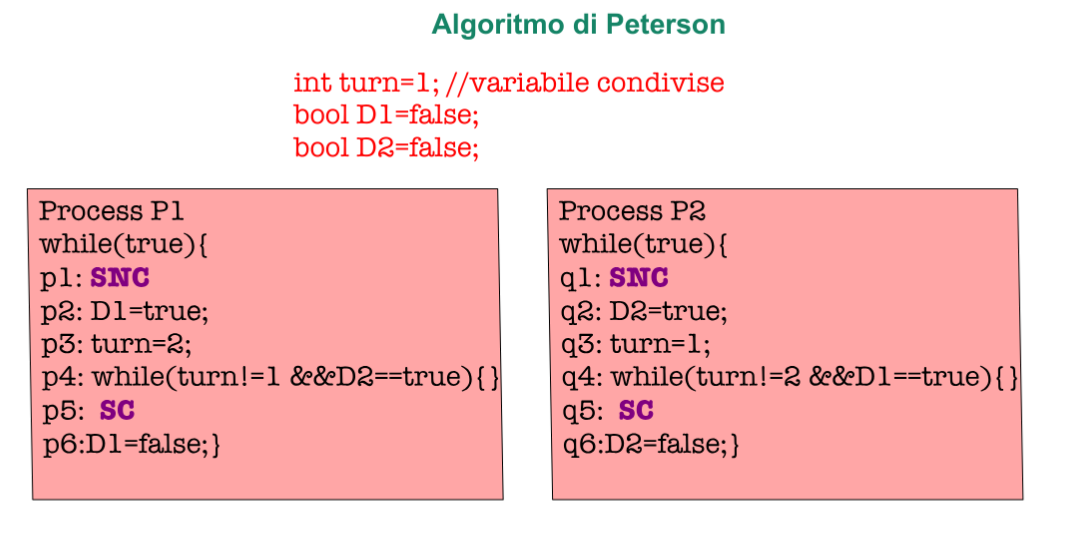 Algoritmo di Peterson
int turn=1; //variabile condivise
bool D1=false;
bool D2=false;
Process P1
while(true){
p1: SNC
p2: D1=true;
p3: turn=2;
p4: while(turn!=1 &&D2==true){}
p5: SC
p6:D1=false;}
Process P2
while(true){
q1: SNC
q2: D2=true;
q3: turn=1;
q4: while(turn!=2 &&D1==true){}
q5: SC
q6:D2=false;}